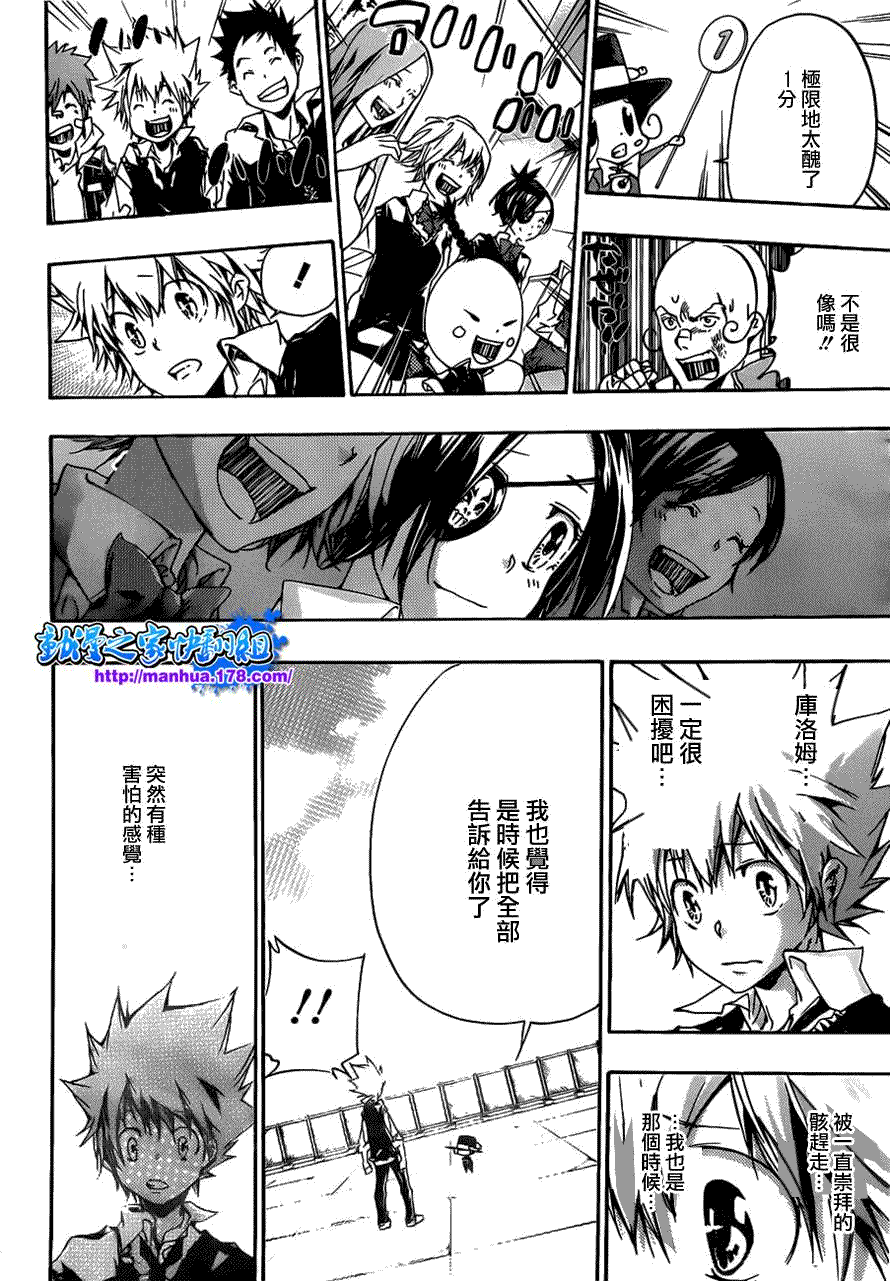 極限地太醜了
1分
1
不是很
像嗎!!
!
動漫之家快翻組
http://manhua.178.com/
庫洛姆…
一定很
困擾吧…
被一直崇拜的
骸趕走…
…我也是
那個時候…
我也覺得
是時候把全部
告訴給你了
!!
突然有種
害怕的感覺…